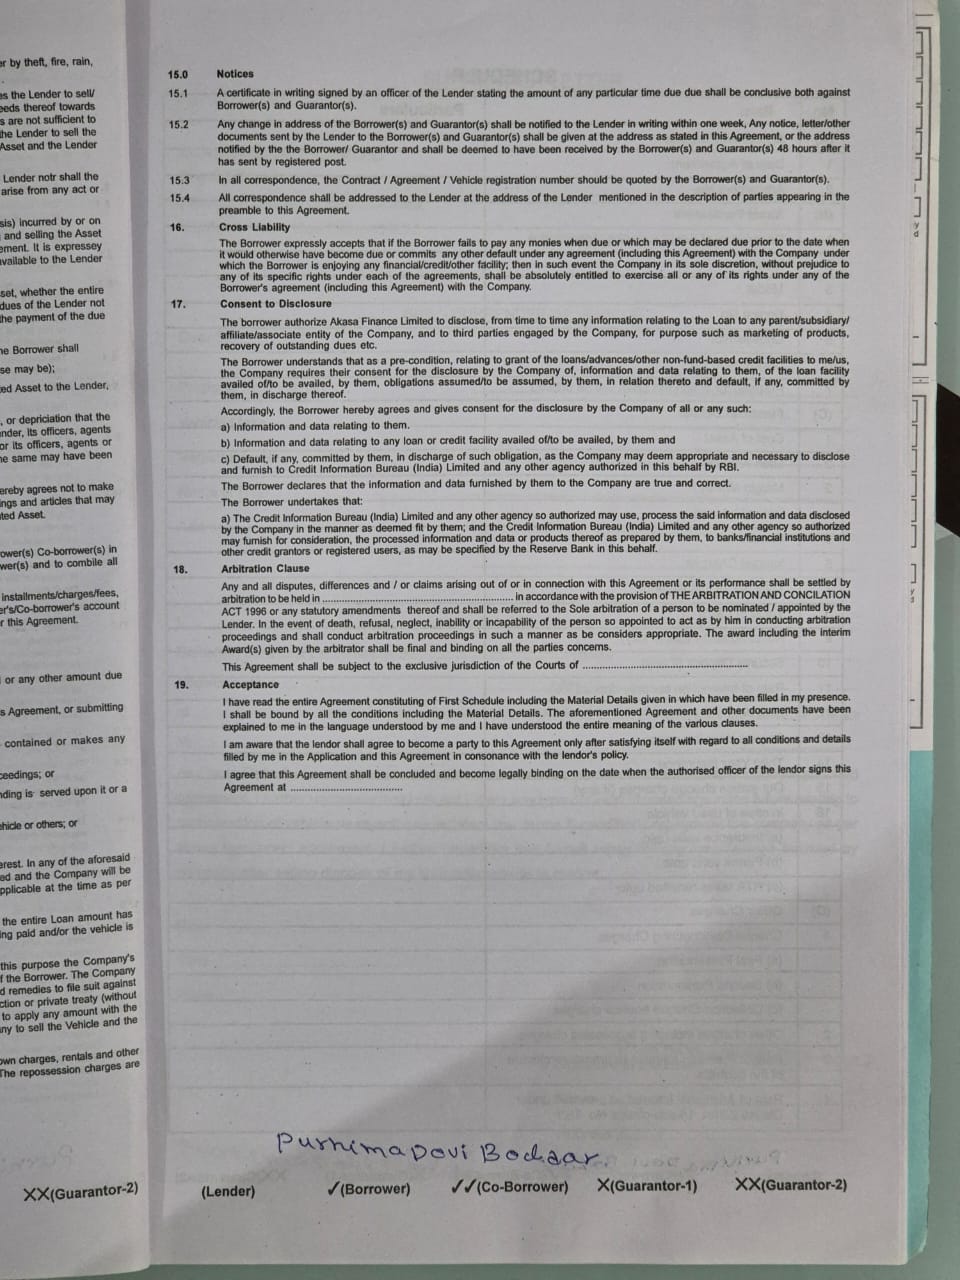 er by theft, fire, rain,
es the Lender to sell/
eeds thereof towards
s are not sufficient to
the Lender to sell the
Asset and the Lender
Lender notr shall the
arise from any act or
sis) incurred by or on
and selling the Asset
ement. It is expressey
available to the Lender
set, whether the entire
dues of the Lender not
the payment of the due
he Borrower shall
se may be);
ed Asset to the Lender,
, or depriciation that the
nder, Its officers, agents
or its officers, agents or
he same may have been
ereby agrees not to make
ings and articles that may
ted Asset.
ower(s) Co-borrower(s) in
wer(s) and to combile all
installments/charges/fees,
er's/Co-borrower's account
r this Agreement.
or any other amount due
s Agreement, or submitting
contained or makes any
ceedings; or
nding is served upon it or a
ehicle or others; or
erest. In any of the aforesaid
ed and the Company will be
pplicable at the time as per
the entire Loan amount has
ing paid and/or the vehicle is
this purpose the Company's
f the Borrower. The Company
d remedies to file suit against
ction or private treaty (without
to apply any amount with the
any to sell the Vehicle and the
own charges, rentals and other
The repossession charges are
XX(Guarantor-2)
15.0 Notices
15.1 A certificate in writing signed by an officer of the Lender stating the amount of any particular time due due shall be conclusive both against
Borrower(s) and Guarantor(s).
15.2 Any change in address of the Borrower(s) and Guarantor(s) shall be notified to the Lender in writing within one week, Any notice, letter/other
documents sent by the Lender to the Borrower(s) and Guarantor(s) shall be given at the address as stated in this Agreement, or the address
notified by the the Borrower/ Guarantor and shall be deemed to have been received by the Borrower(s) and Guarantor(s) 48 hours after it
has sent by registered post.
15.3 In all correspondence, the Contract / Agreement / Vehicle registration number should be quoted by the Borrower(s) and Guarantor(s).
15.4 All correspondence shall be addressed to the Lender at the address of the Lender mentioned in the description of parties appearing in the
preamble to this Agreement.
16. Cross Liability
The Borrower expressly accepts that if the Borrower fails to pay any monies when due or which may be declared due prior to the date when
it would otherwise have become due or commits any other default under any agreement (including this Agreement) with the Company under
which the Borrower is enjoying any financial/credit/other facility; then in such event the Company in its sole discretion, without prejudice to
any of its specific rights under each of the agreements, shall be absolutely entitled to exercise all or any of its rights under any of the
Borrower's agreement (including this Agreement) with the Company.
17. Consent to Disclosure
The borrower authorize Akasa Finance Limited to disclose, from time to time any information relating to the Loan to any parent/subsidiary/
affiliate/associate entity of the Company, and to third parties engaged by the Company, for purpose such as marketing of products,
recovery of outstanding dues etc.
The Borrower understands that as a pre-condition, relating to grant of the loans/advances/other non-fund-based credit facilities to me/us,
the Company requires their consent for the disclosure by the Company of, information and data relating to them, of the loan facility
availed of/to be availed, by them, obligations assumed/to be assumed, by them, in relation thereto and default, if any, committed by
them, in discharge thereof.
Accordingly, the Borrower hereby agrees and gives consent for the disclosure by the Company of all or any such:
a) Information and data relating to them.
b) Information and data relating to any loan or credit facility availed of/to be availed, by them and
c) Default, if any, committed by them, in discharge of such obligation, as the Company may deem appropriate and necessary to disclose
and furnish to Credit Information Bureau (India) Limited and any other agency authorized in this behalf by RBI.
The Borrower declares that the information and data furnished by them to the Company are true and correct.
The Borrower undertakes that:
a) The Credit Information Bureau (India) Limited and any other agency so authorized may use, process the said information and data disclosed
by the Company in the manner as deemed fit by them; and the Credit Information Bureau (India) Limited and any other agency so authorized
may furnish for consideration, the processed information and data or products thereof as prepared by them, to banks/financial institutions and
other credit grantors or registered users, as may be specified by the Reserve Bank in this behalf.
18. Arbitration Clause
Any and all disputes, differences and / or claims arising out of or in connection with this Agreement or its performance shall be settled by
arbitration to be held in ........................................................ in accordance with the provision of THE ARBITRATION AND CONCILATION
ACT 1996 or any statutory amendments thereof and shall be referred to the Sole arbitration of a person to be nominated / appointed by the
Lender. In the event of death, refusal, neglect, inability or incapability of the person so appointed to act as by him in conducting arbitration
proceedings and shall conduct arbitration proceedings in such a manner as be considers appropriate. The award including the interim
Award(s) given by the arbitrator shall be final and binding on all the parties concerns.
This Agreement shall be subject to the exclusive jurisdiction of the Courts of ........................................................
19. Acceptance
I have read the entire Agreement constituting of First Schedule including the Material Details given in which have been filled in my presence.
I shall be bound by all the conditions including the Material Details. The aforementioned Agreement and other documents have been
explained to me in the language understood by me and I have understood the entire meaning of the various clauses.
I am aware that the lendor shall agree to become a party to this Agreement only after satisfying itself with regard to all conditions and details
filled by me in the Application and this Agreement in consonance with the lendor's policy.
I agree that this Agreement shall be concluded and become legally binding on the date when the authorised officer of the lendor signs this
Agreement at ......................................
Purnima Dovi
(Lender) ✓(Borrower) ✓✓(Co-Borrower) X(Guarantor-1) XX(Guarantor-2)